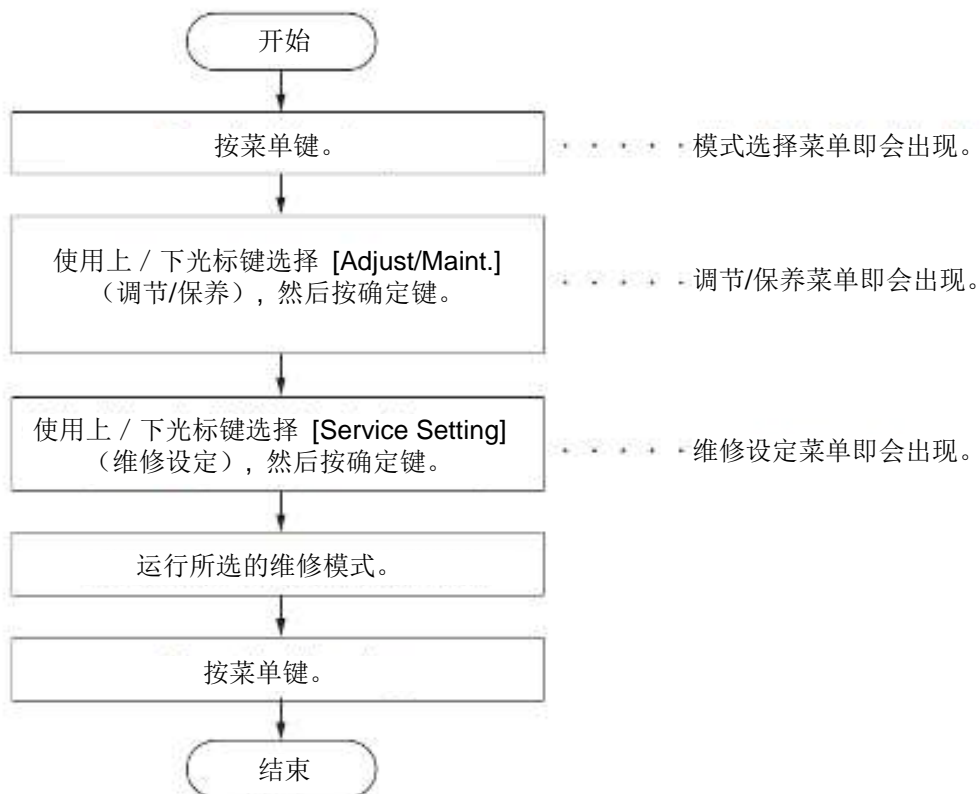 开始
按菜单键。
模式选择菜单即会出现。
使用上 / 下光标键选择 [Adjust/Maint.]
（调节/保养）, 然后按确定键。
调节/保养菜单即会出现。
使用上 / 下光标键选择 [Service Setting]
（维修设定）, 然后按确定键。
维修设定菜单即会出现。
运行所选的维修模式。
按菜单键。
结束